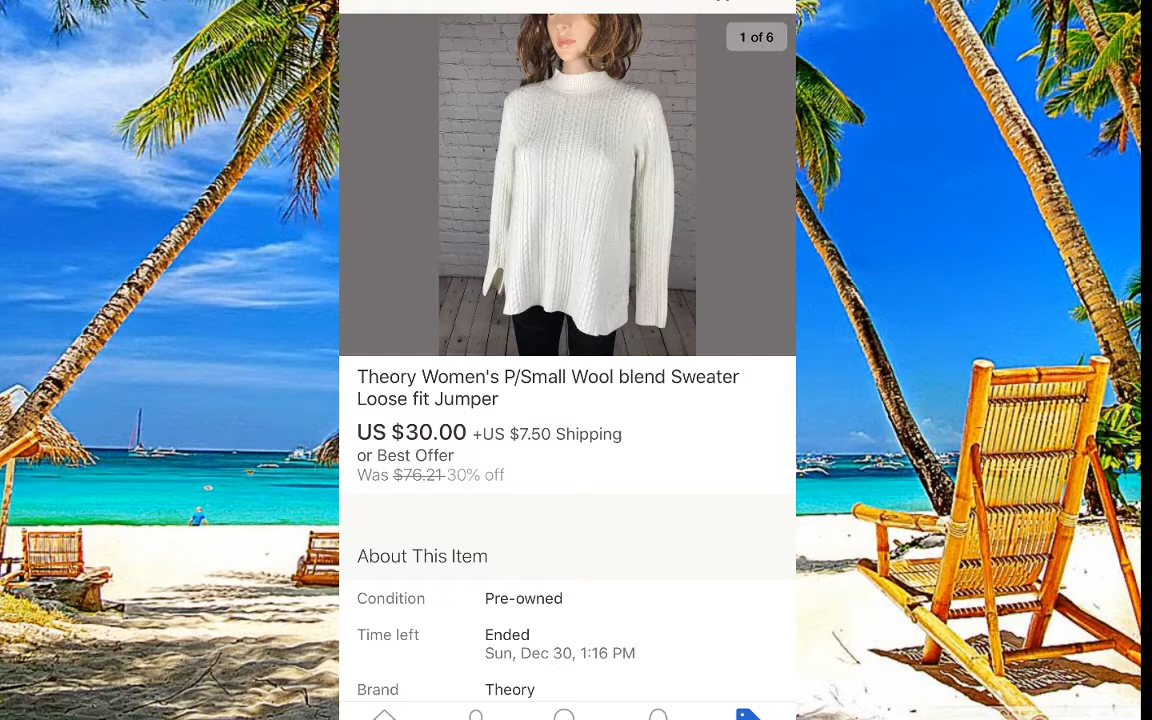 1 of 6
Theory Women's P/Small Wool blend Sweater
Loose fit Jumper
US $30.00 +US $7.50 Shipping
or Best Offer
Was $76.21 30% off
About This Item
Condition Pre-owned
Time left Ended
Sun, Dec 30, 1:16 PM
Brand Theory